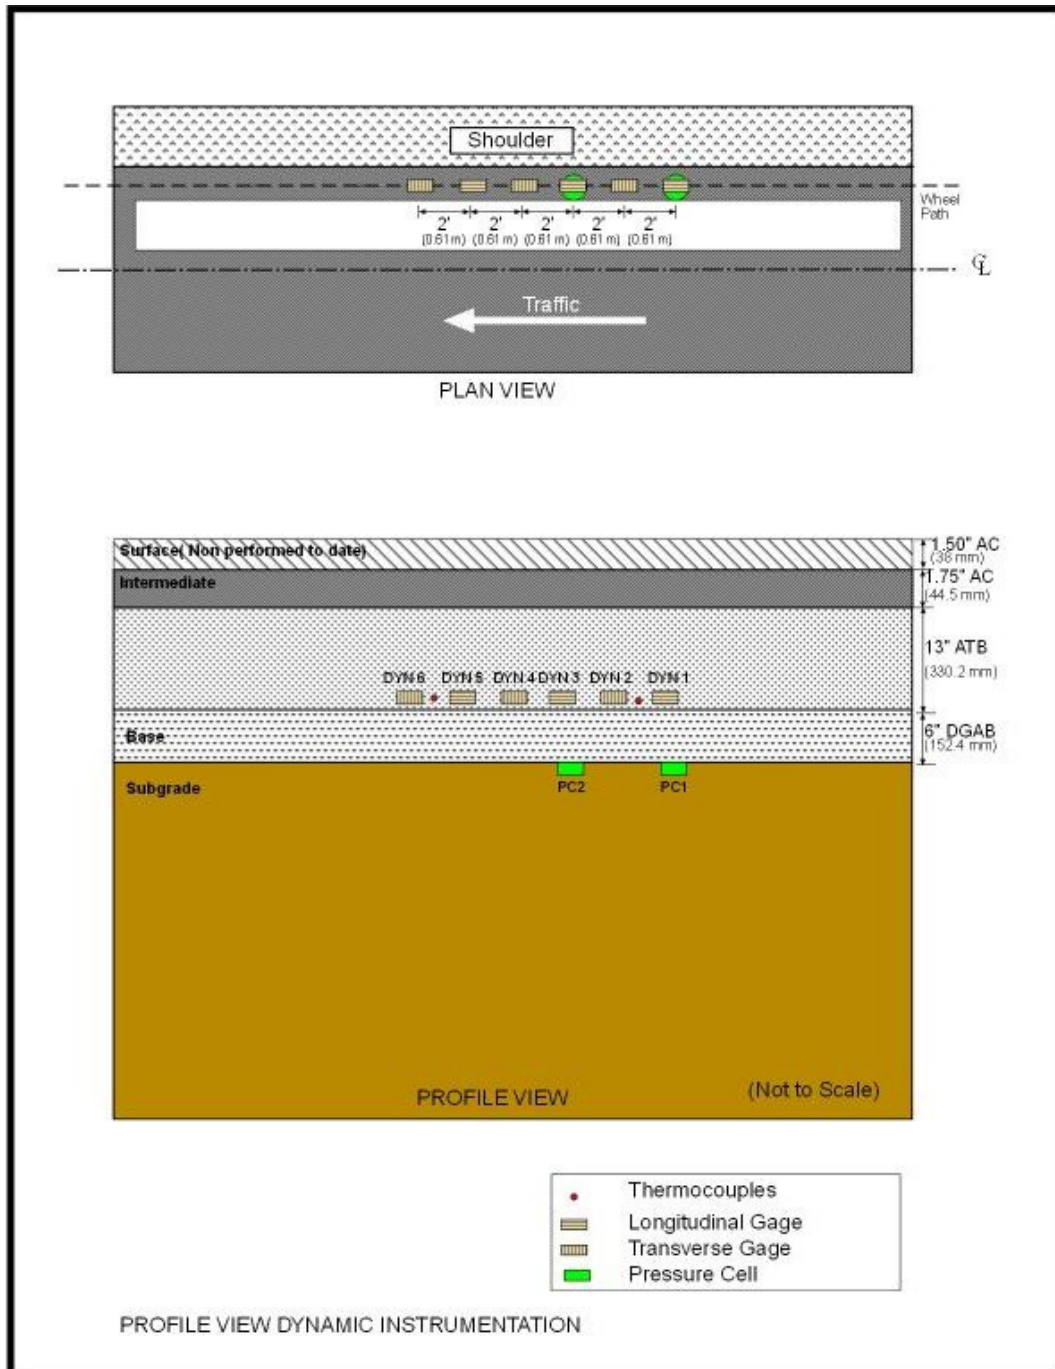 Shoulder
Wheel
Path
2' 2' 2' 2' 2'
(0.61 m) (0.61 m) (0.61 m) (0.61 m) (0.61 m)
℄
Traffic
PLAN VIEW
Surface( Non performed to date)
1.50" AC
(38 mm)
Intermediate
1.75" AC
(44.5 mm)
13" ATB
(330.2 mm)
DYN 6 DYN 5 DYN 4 DYN 3 DYN 2 DYN 1
Base
6" DGAB
(152.4 mm)
Subgrade
PC2 PC1
PROFILE VIEW
(Not to Scale)
Thermocouples
Longitudinal Gage
Transverse Gage
Pressure Cell
PROFILE VIEW DYNAMIC INSTRUMENTATION